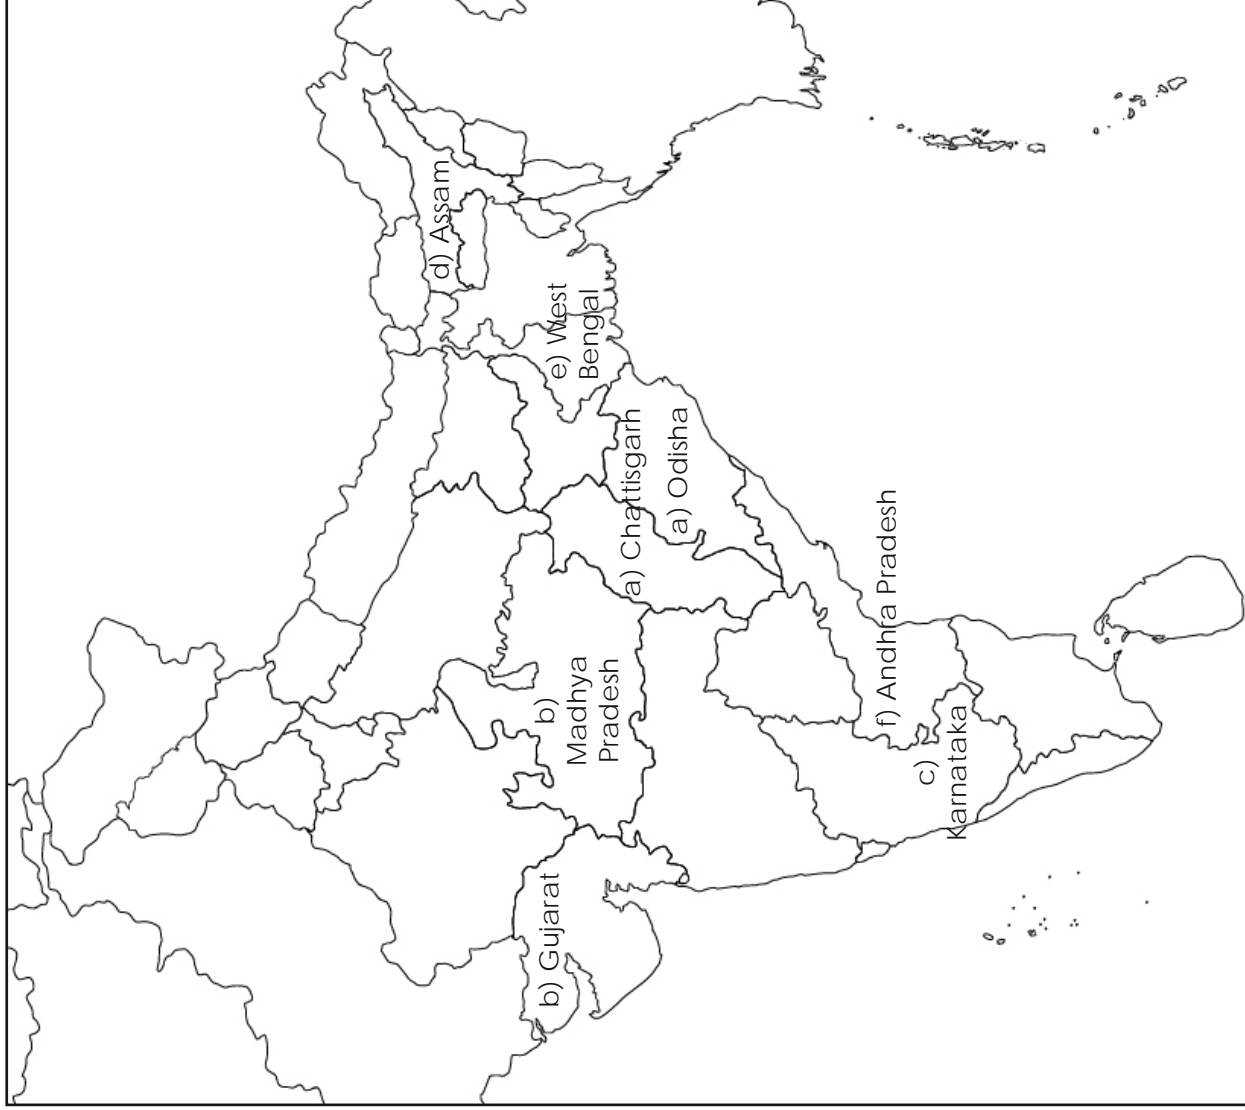 d) Assam
e) West
Bengal
a) Chattisgarh
a) Odisha
b)
Madhya
Pradesh
f) Andhra Pradesh
c)
Karnataka
b) Gujarat